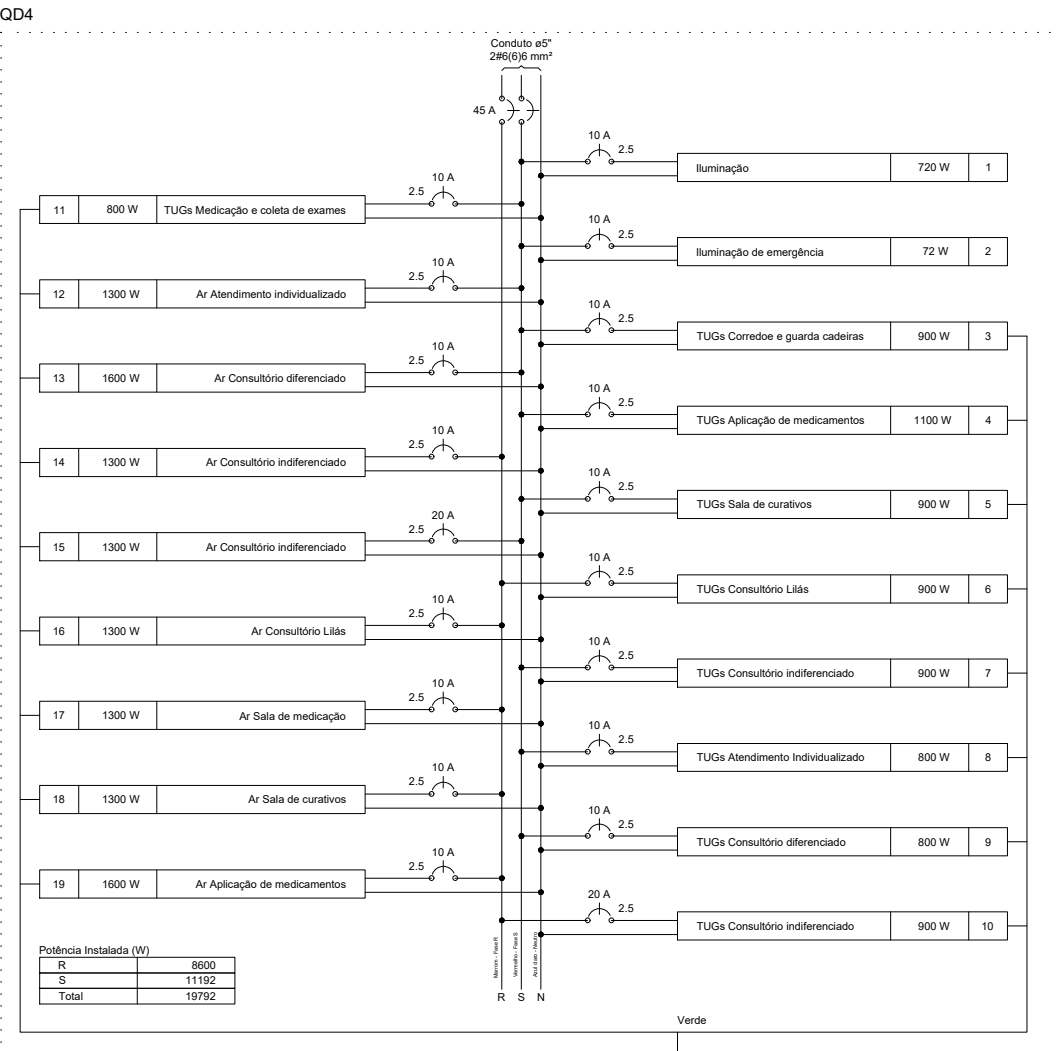 QD4
Conduto ø5"
2#6(6)6 mm²
45 A
10 A
2.5
Iluminação 720 W 1
10 A
2.5
11 800 W TUGs Medicação e coleta de exames
10 A
2.5
Iluminação de emergência 72 W 2
10 A
2.5
12 1300 W Ar Atendimento individualizado
10 A
2.5
TUGs Corredoe e guarda cadeiras 900 W 3
10 A
2.5
13 1600 W Ar Consultório diferenciado
10 A
2.5
TUGs Aplicação de medicamentos 1100 W 4
10 A
2.5
14 1300 W Ar Consultório indiferenciado
10 A
2.5
TUGs Sala de curativos 900 W 5
20 A
2.5
15 1300 W Ar Consultório indiferenciado
10 A
2.5
TUGs Consultório Lilás 900 W 6
10 A
2.5
16 1300 W Ar Consultório Lilás
10 A
2.5
TUGs Consultório indiferenciado 900 W 7
10 A
2.5
17 1300 W Ar Sala de medicação
10 A
2.5
TUGs Atendimento Individualizado 800 W 8
10 A
2.5
18 1300 W Ar Sala de curativos
10 A
2.5
TUGs Consultório diferenciado 800 W 9
10 A
2.5
19 1600 W Ar Aplicação de medicamentos
20 A
2.5
TUGs Consultório indiferenciado 900 W 10
Marrom - Fase R
Vermelho - Fase S
Azul claro - Neutro
R S N
Potência Instalada (W)
R 8600
S 11192
Total 19792
Verde